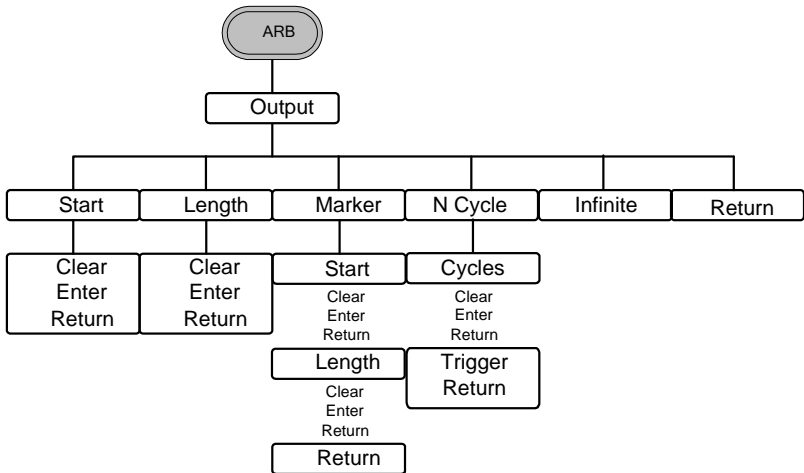 ARB
Output
Start
Length
Marker
N Cycle
Infinite
Return
Clear
Enter
Return
Clear
Enter
Return
Start
Clear
Enter
Return
Length
Clear
Enter
Return
Return
Cycles
Clear
Enter
Return
Trigger
Return